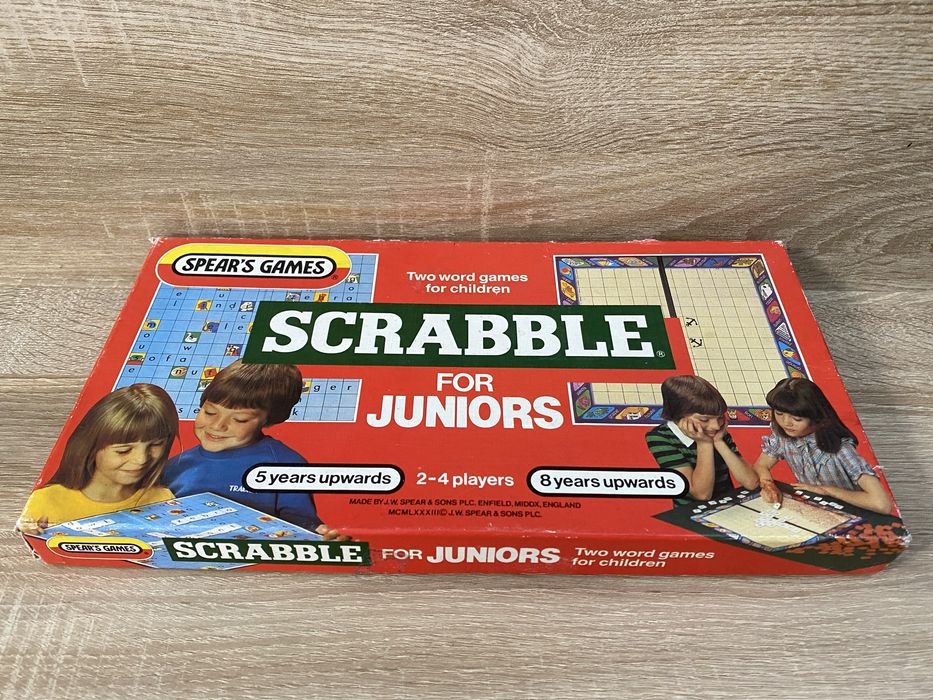 SPEAR'S GAMES
Two word games
for children
SCRABBLE®
FOR
JUNIORS
5 years upwards
2-4 players
8 years upwards
MADE BY J.W. SPEAR & SONS PLC. ENFIELD, MIDDX, ENGLAND
MCMLXXXIII © J.W. SPEAR & SONS PLC.
SPEAR'S GAMES
SCRABBLE FOR JUNIORS
Two word games
for children